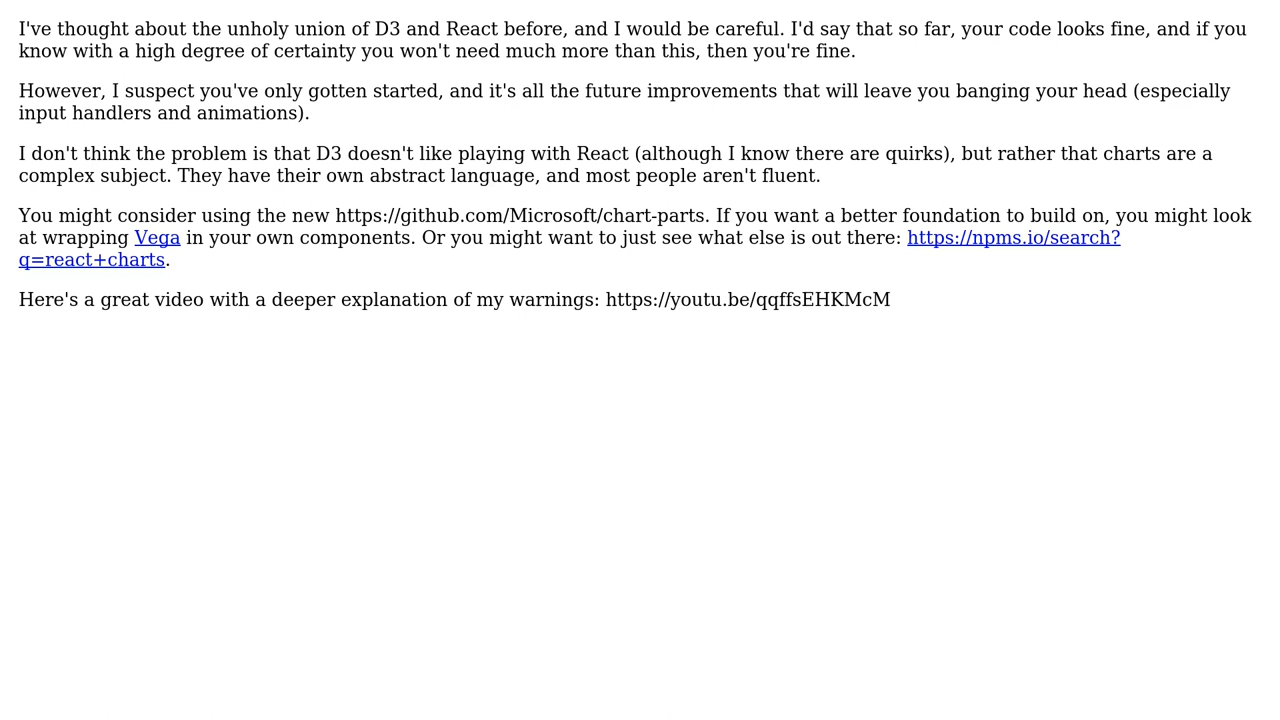 I've thought about the unholy union of D3 and React before, and I would be careful. I'd say that so far, your code looks fine, and if you
know with a high degree of certainty you won't need much more than this, then you're fine.
However, I suspect you've only gotten started, and it's all the future improvements that will leave you banging your head (especially
input handlers and animations).
I don't think the problem is that D3 doesn't like playing with React (although I know there are quirks), but rather that charts are a
complex subject. They have their own abstract language, and most people aren't fluent.
You might consider using the new https://github.com/Microsoft/chart-parts. If you want a better foundation to build on, you might look
at wrapping Vega in your own components. Or you might want to just see what else is out there: https://npms.io/search?
q=react+charts.
Here's a great video with a deeper explanation of my warnings: https://youtu.be/qqffsEHKMcM